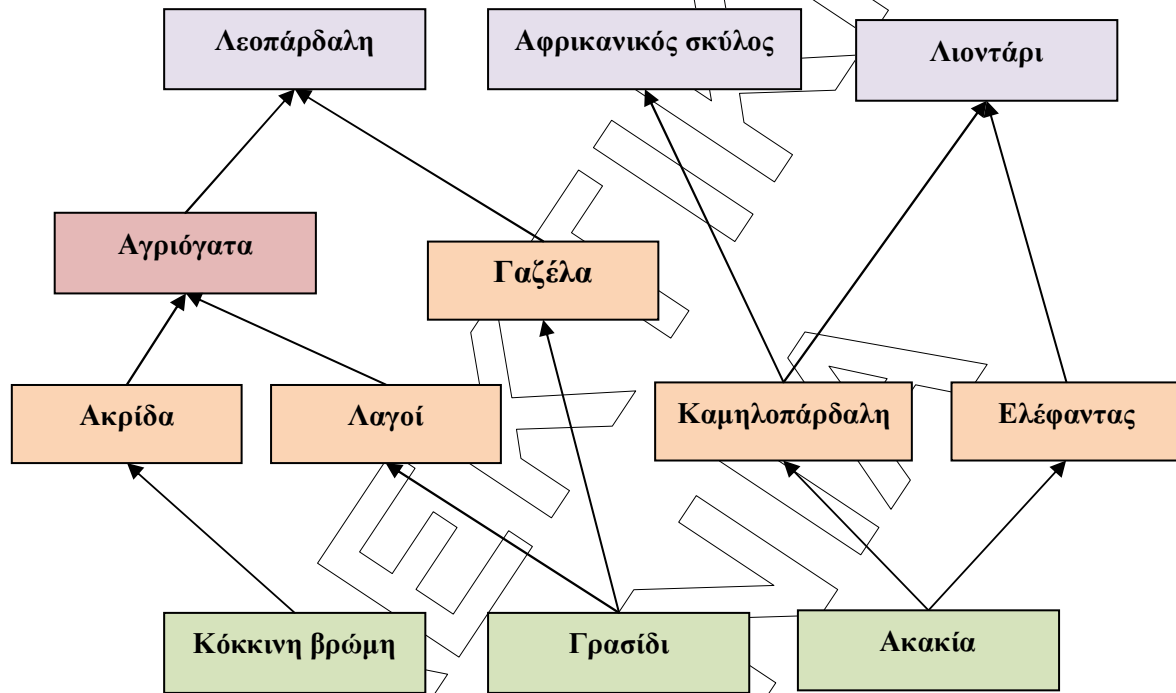 Λεοπάρδαλη
Αφρικανικός σκύλος
Λιοντάρι
Αγριόγατα
Γαζέλα
Ακρίδα
Λαγοί
Καμηλοπάρδαλη
Ελέφαντας
Κόκκινη βρώμη
Γρασίδι
Ακακία